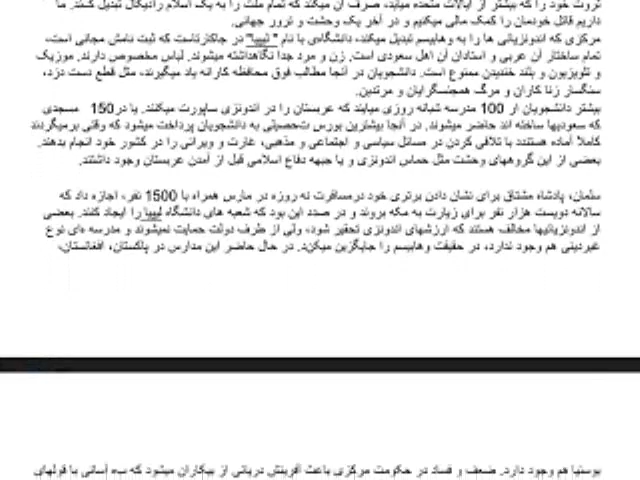 ثروت خود را که بیشتر از ایالات متحده میاید، صرف آن میکند که تمام ملت را به یک اسلام رادیکال تبدیل کند. ما
داریم قاتل خودمان را کمک مالی میکنیم و در آخر یک وحشت و ترور جهانی.
مرکزی که اندونزیانی ها را به وهابیسم تبدیل میکند، دانشگاهی با نام " لیپیا" در جاکارتاست که ثبت نامش مجانی است،
تمام ساختار آن عربی و استادان آن اهل سعودی است. زن و مرد جدا نگاهداشته میشوند. لباس مخصوص دارند. موزیک
و تلویزیون و بلند خندیدن ممنوع است. دانشجویان در آنجا مطالب فوق محافظه کارانه یاد میگیرند، مثل قطع دست دزد،
سنگسار زنا کاران و مرگ همجنسگرایان و مرتدین.
بیشتر دانشجویان از 100 مدرسه شبانه روزی میایند که عربستان را در اندونزی ساپورت میکنند. یا در150 مسجدی
که سعودیها ساخته اند حاضر میشوند. در آنجا بیشترین بورس تحصیلی به دانشجویان پرداخت میشود که وقتی برمیگردند
کاملا آماده هستند با تلافی کردن در مسائل سیاسی و اجتماعی و مذهبی، غارت و ویرانی را در کشور خود انجام بدهند.
بعضی از این گروههای وحشت مثل حماس اندونزی و یا جبهه دفاع اسلامی قبل از آمدن عربستان وجود داشتند.
سلمان، پادشاه مشتاق برای نشان دادن برتری خود درمسافرت نه روزه در مارس همراه با 1500 نفر، اجازه داد که
سالانه دویست هزار نفر برای زیارت به مکه بروند و در صدد این بود که شعبه های دانشگاه لیپیا را ایجاد کنند. بعضی
از اندونزیانیها مخالف هستند که ارزشهای اندونزی تحقیر شود، ولی از طرف دولت حمایت نمیشوند و مدرسه ای نوع
غیردینی هم وجود ندارد، در حقیقت وهابیسم را جایگزین میکند. در حال حاضر این مدارس در پاکستان، افغانستان،
بوسنیا هم وجود دارد. ضعف و فساد در حکومت مرکزی باعث آفرینش دریائی از بیکاران میشود که به آسانی با قولهای